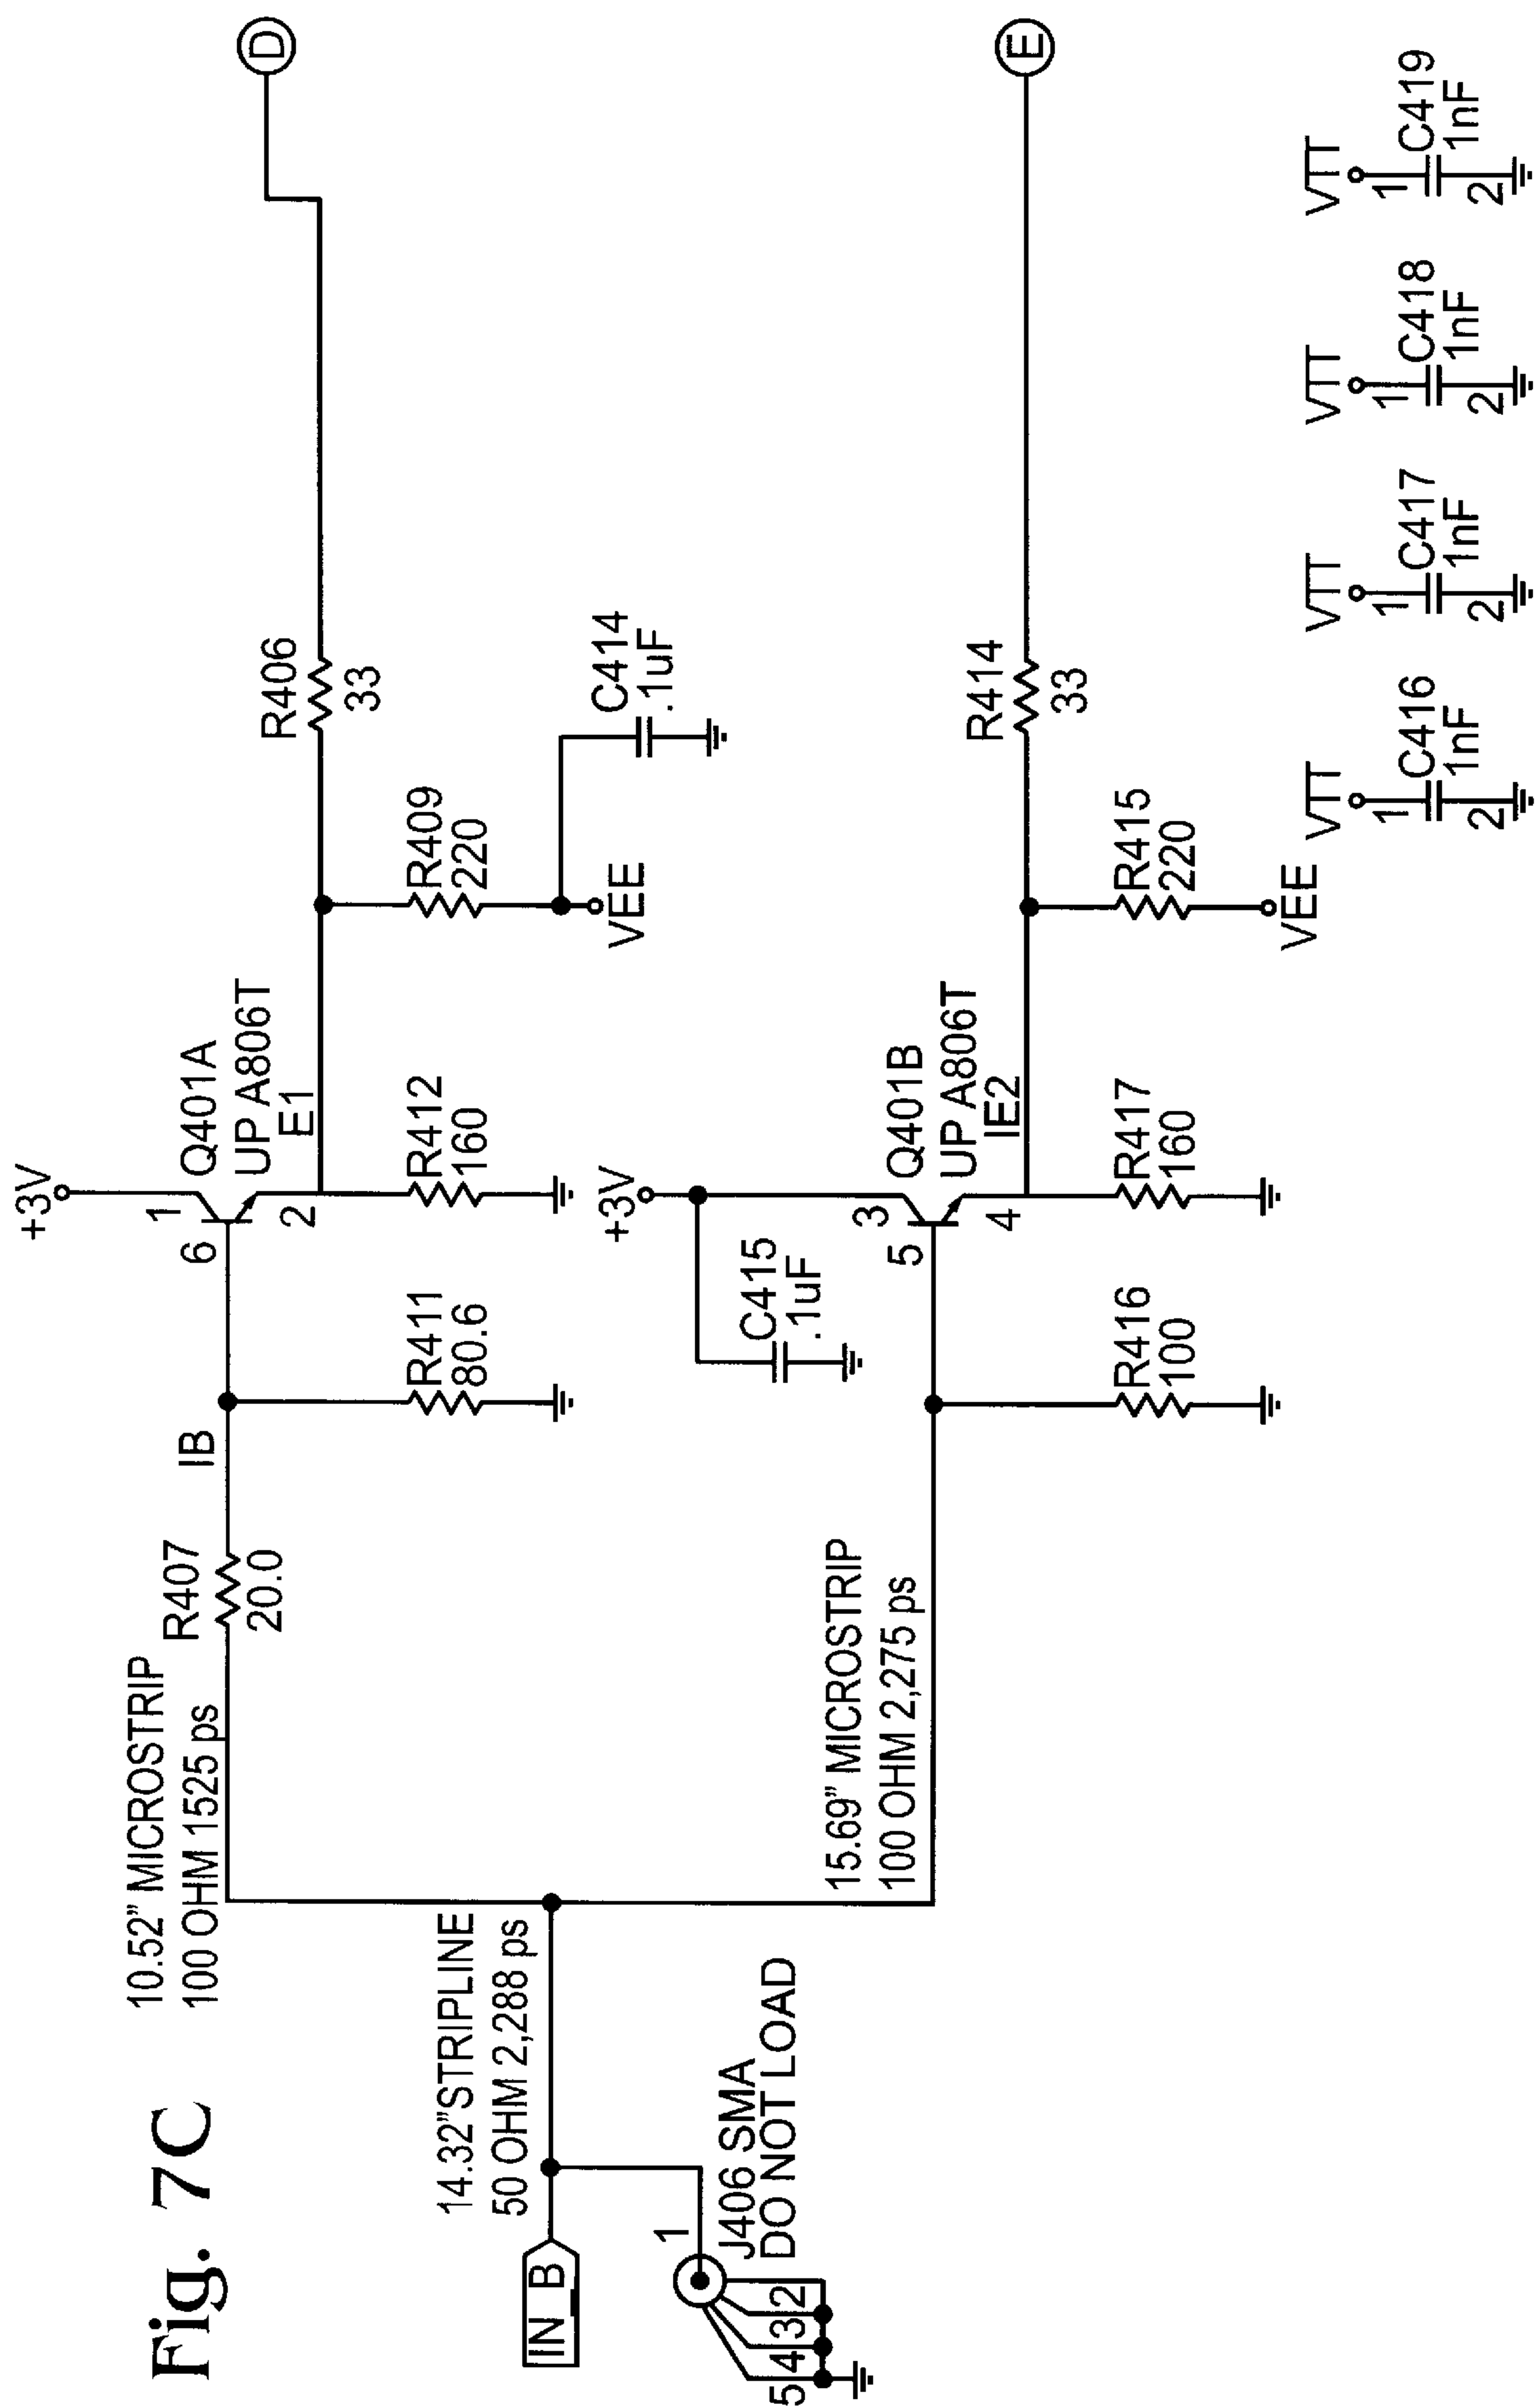 Fig. 7C
10.52” MICROSTRIP
100 OHM 1525 ps
R407
20.0
IB
R411
80.6
+3V
1
6
2
Q401A
UP A806T
E1
R412
160
R409
220
VEE
C414
.1uF
R406
33
D
14.32”STRIPLINE
50 OHM 2,288 ps
IN_B
1
J406 SMA
DO NOT LOAD
5 4 3 2
15.69” MICROSTRIP
100 OHM 2,275 ps
R416
100
C415
.1uF
+3V
3
5
4
Q401B
UP A806T
IE2
R417
160
R415
220
VEE
R414
33
E
VTT
1
C416
1nF
2
VTT
1
C417
1nF
2
VTT
1
C418
1nF
2
VTT
1
C419
1nF
2